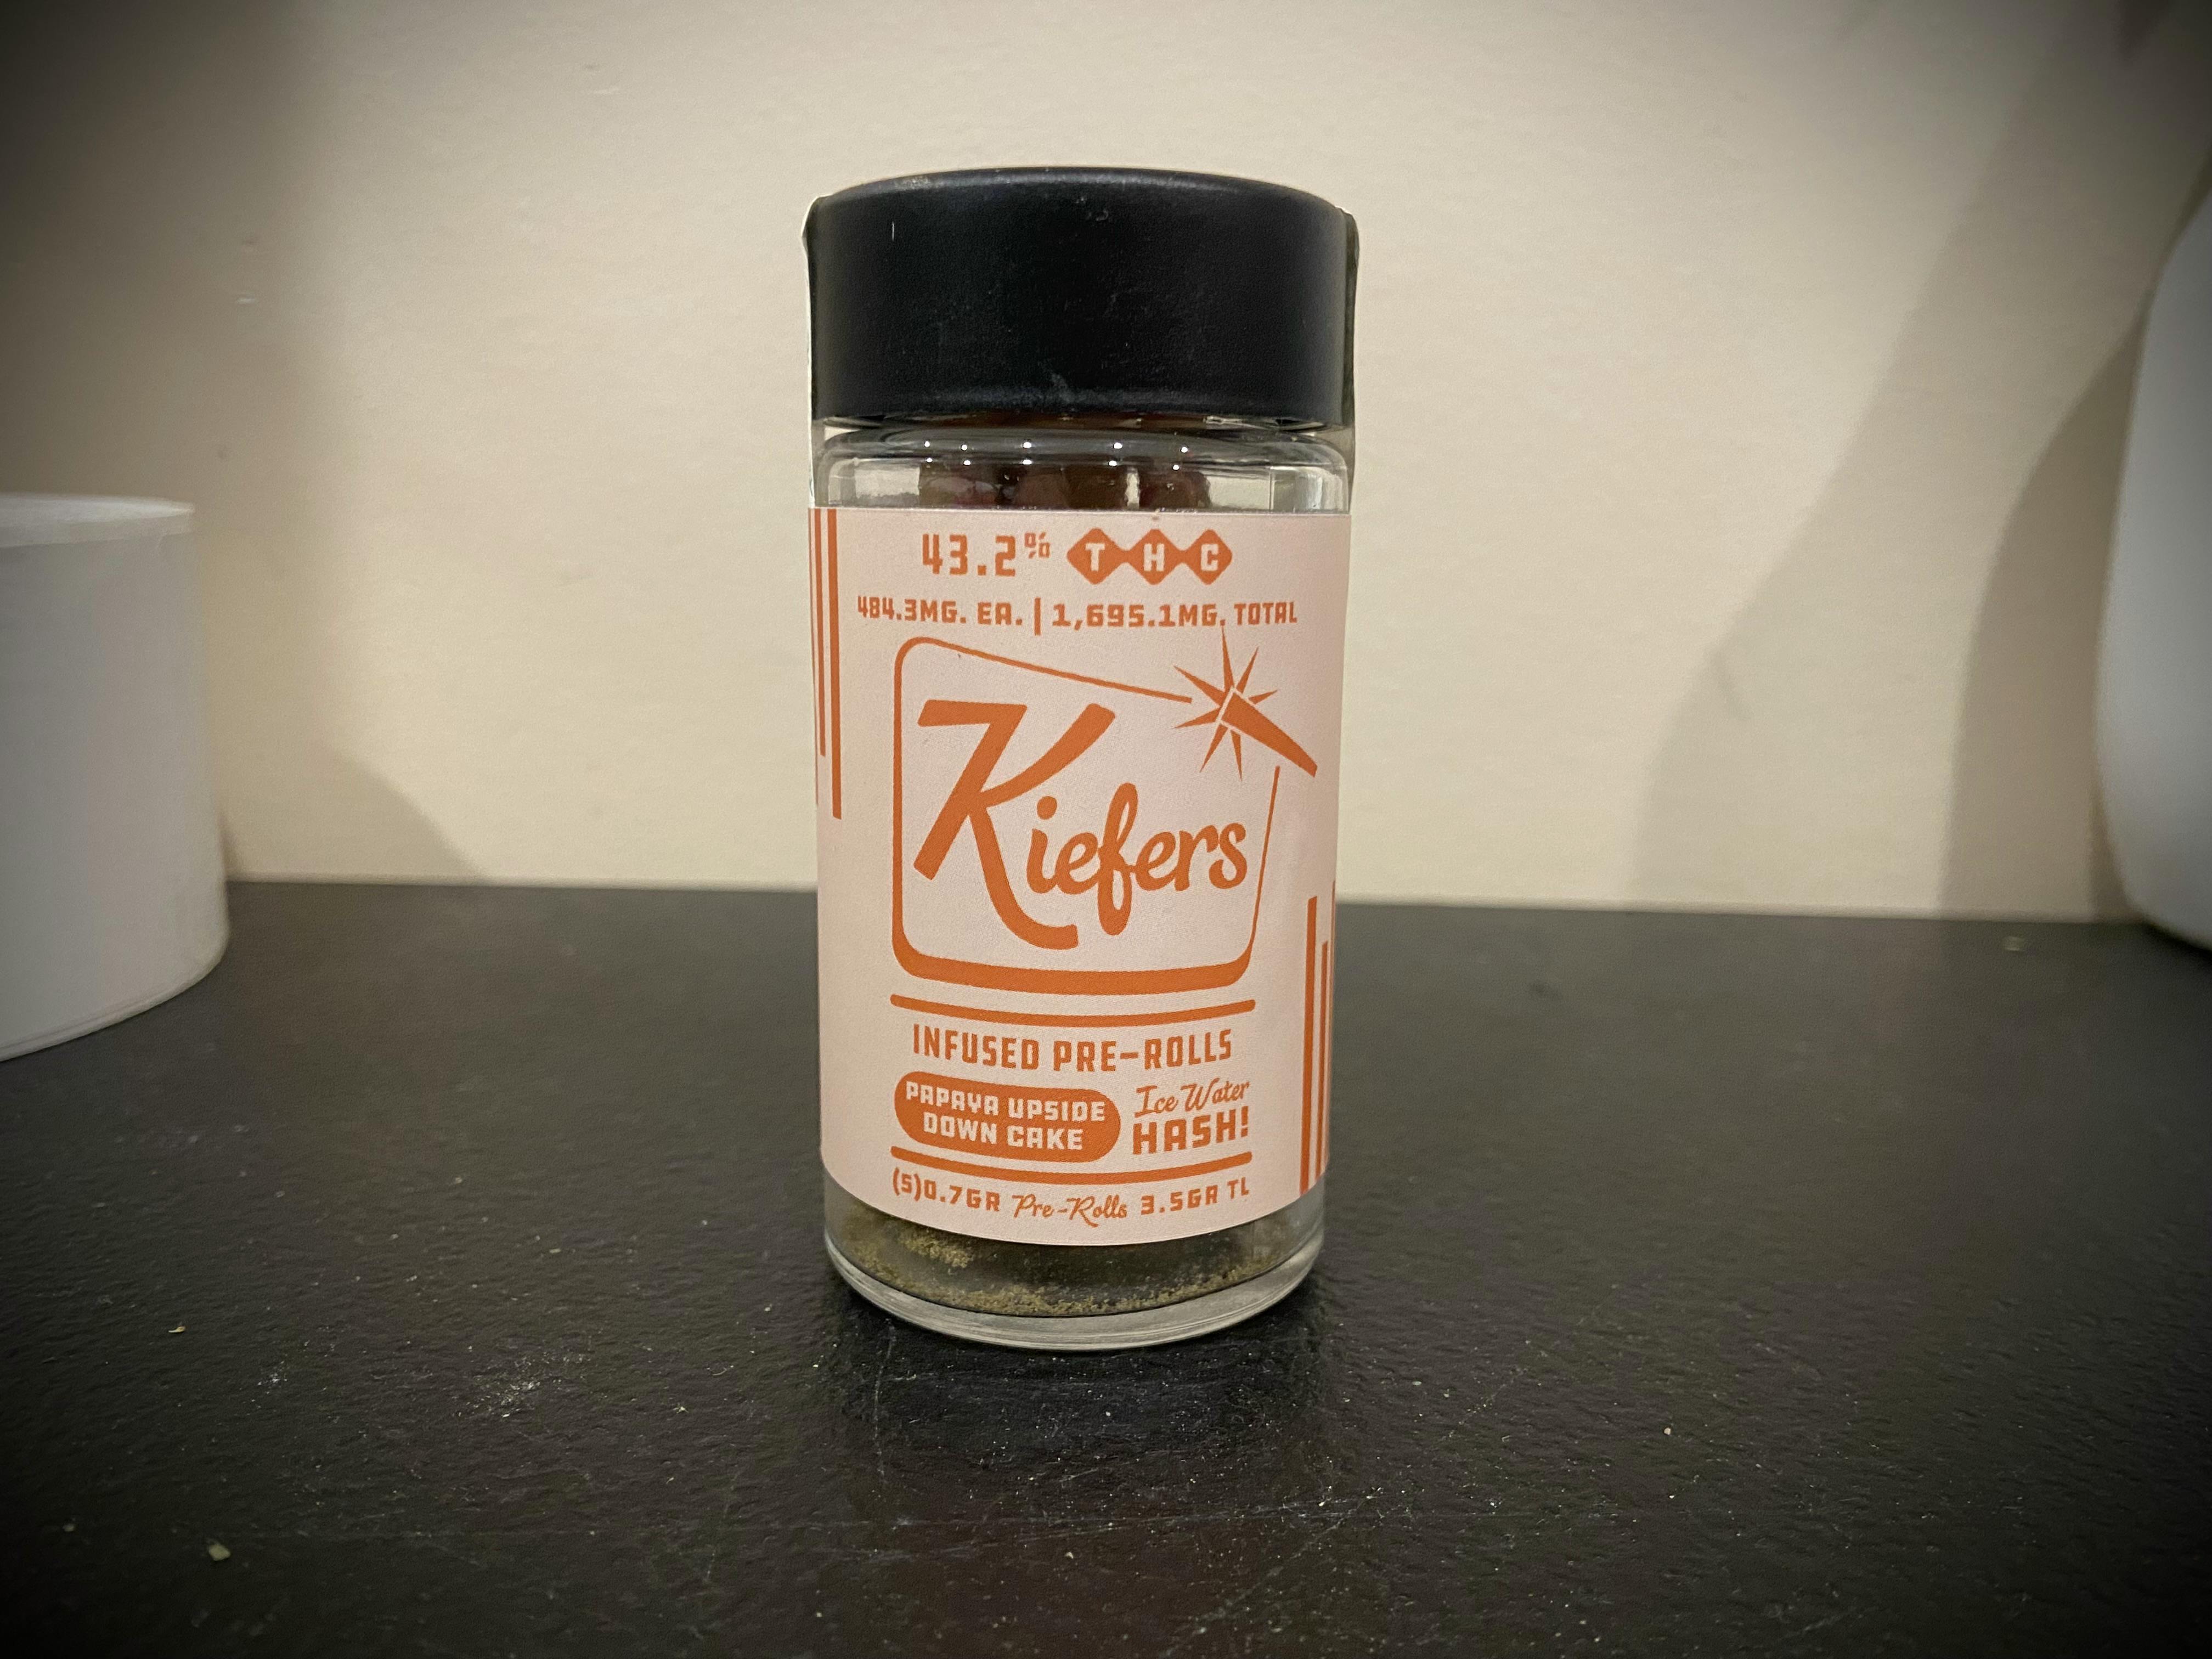 43.2% THC
484.3MG. EA. | 1,695.1MG. TOTAL
Kiefers
INFUSED PRE-ROLLS
PAPAYA UPSIDE
DOWN CAKE
Ice Water
HASH!
(5)0.7GR Pre-Rolls 3.5GR TL